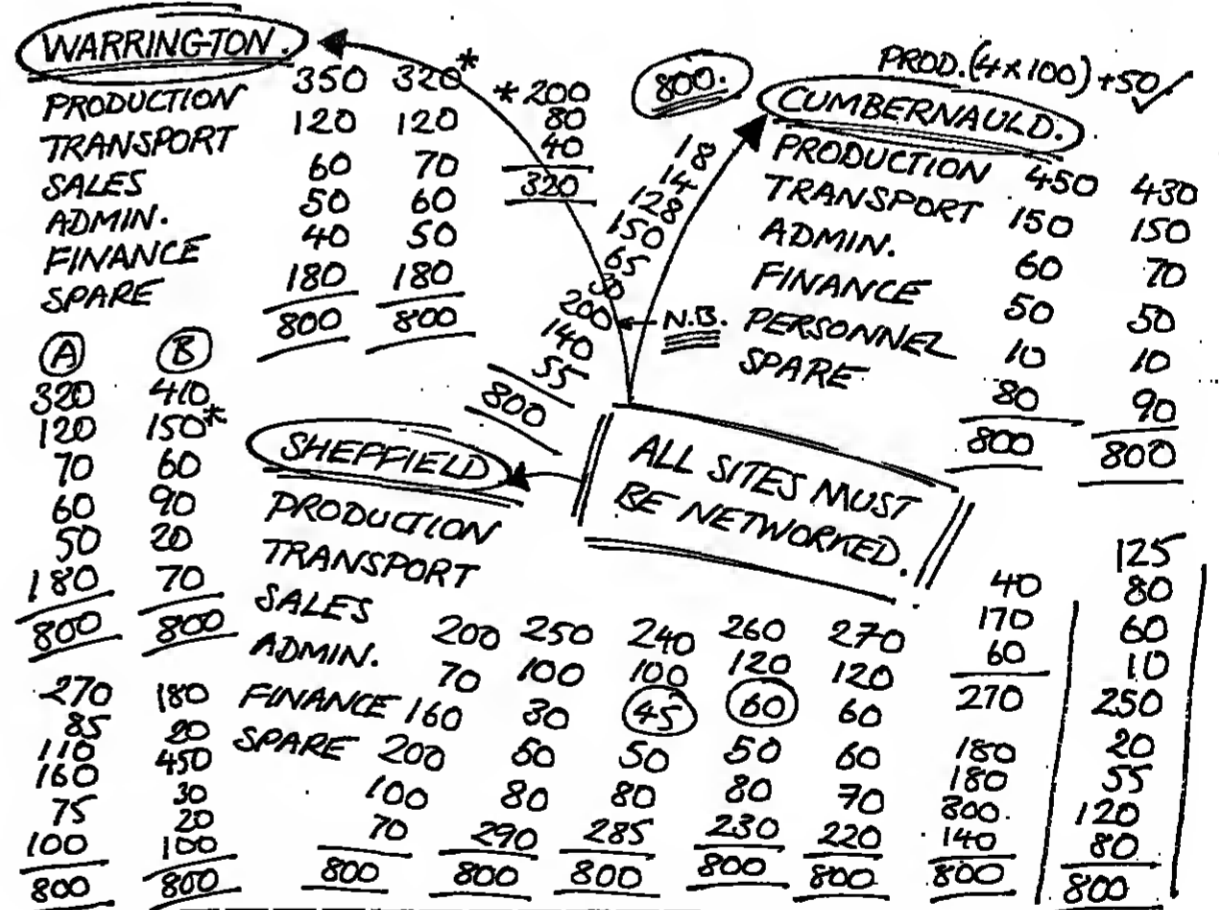 WARRINGTON.
PRODUCTION 350 320*
TRANSPORT 120 120
SALES 60 70
ADMIN. 50 60
FINANCE 40 50
SPARE 180 180
800 800
*200
80
40
320
800.
PROD.(4x100)+50 ✓
CUMBERNAULD.
PRODUCTION 450 430
TRANSPORT 150 150
ADMIN. 60 70
FINANCE 50 50
PERSONNEL 10 10
SPARE 80 90
800 800
18
14
128
150
65
30
200
140
55
800
N.B.
ALL SITES MUST
BE NETWORKED.
A B
320 410
120 150*
70 60
60 90
50 20
180 70
800 800
270 180
85 20
110 450
160 30
75 20
100 100
800 800
SHEFFIELD
PRODUCTION
TRANSPORT
SALES
ADMIN.
FINANCE
SPARE
200 250 240 260 270
70 100 100 120 120
160 30 45 60 60
200 50 50 50 60
100 80 80 80 70
70 290 285 230 220
800 800 800 800 800
40
170
60
270
180
180
300.
140
800
125
80
60
10
250
20
55
120
80
800